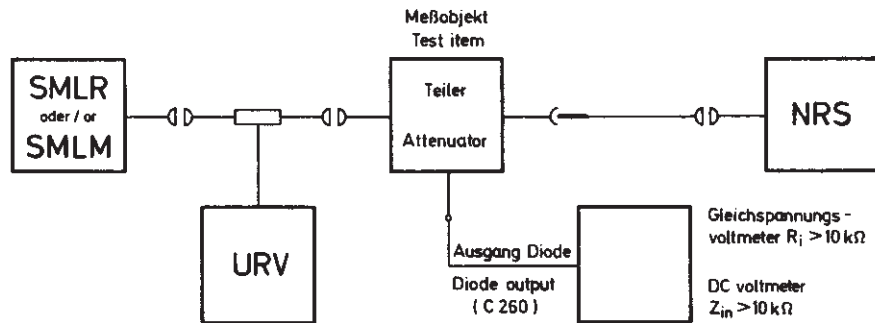 Meßobjekt
Test item
SMLR
oder / or
SMLM
Teiler
Attenuator
NRS
URV
Ausgang Diode
Diode output
( C 260 )
Gleichspannungs -
voltmeter Ri > 10 kΩ
DC voltmeter
Zin > 10 kΩ